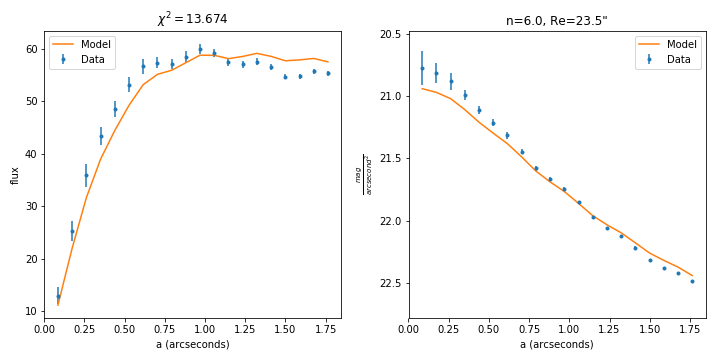 χ² = 13.674
Model
Data
flux
60
50
40
30
20
10
0.00
0.25
0.50
0.75
1.00
1.25
1.50
1.75
a (arcseconds)
n=6.0, Re=23.5"
Model
Data
mag
arcsecond²
20.5
21.0
21.5
22.0
22.5
0.00
0.25
0.50
0.75
1.00
1.25
1.50
1.75
a (arcseconds)